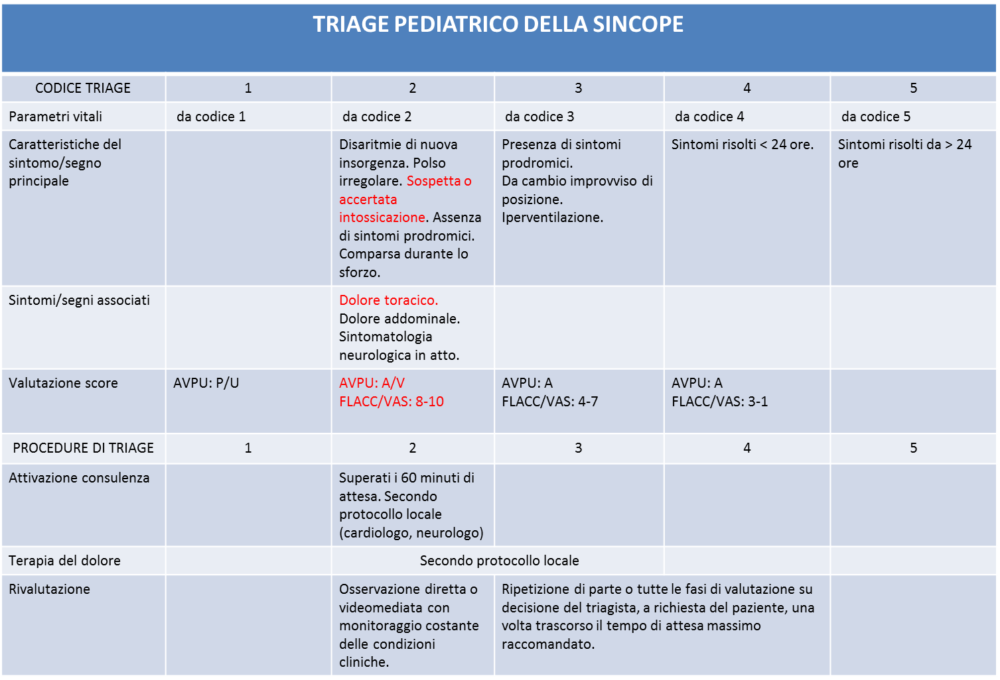 TRIAGE PEDIATRICO DELLA SINCOPE
CODICE TRIAGE
1
2
3
4
5
Parametri vitali
da codice 1
da codice 2
da codice 3
da codice 4
da codice 5
Caratteristiche del
sintomo/segno
principale
Disaritmie di nuova
insorgenza. Polso
irregolare. Sospetta o
accertata
intossicazione. Assenza
di sintomi prodromici.
Comparsa durante lo
sforzo.
Presenza di sintomi
prodromici.
Da cambio improvviso di
posizione.
Iperventilazione.
Sintomi risolti < 24 ore.
Sintomi risolti da > 24
ore
Sintomi/segni associati
Dolore toracico.
Dolore addominale.
Sintomatologia
neurologica in atto.
Valutazione score
AVPU: P/U
AVPU: A/V
FLACC/VAS: 8-10
AVPU: A
FLACC/VAS: 4-7
AVPU: A
FLACC/VAS: 3-1
PROCEDURE DI TRIAGE
1
2
3
4
5
Attivazione consulenza
Superati i 60 minuti di
attesa. Secondo
protocollo locale
(cardiologo, neurologo)
Terapia del dolore
Secondo protocollo locale
Rivalutazione
Osservazione diretta o
videomediata con
monitoraggio costante
delle condizioni
cliniche.
Ripetizione di parte o tutte le fasi di valutazione su
decisione del triagista, a richiesta del paziente, una
volta trascorso il tempo di attesa massimo
raccomandato.